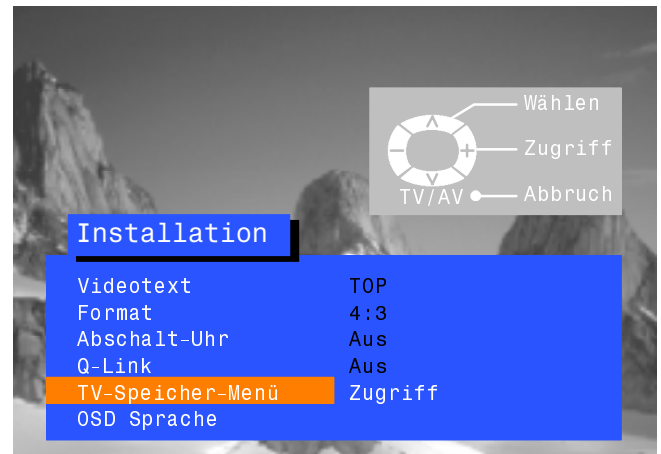 Wählen
Zugriff
TV/AV Abbruch
Installation
Videotext TOP
Format 4:3
Abschalt-Uhr Aus
Q-Link Aus
TV-Speicher-Menü Zugriff
OSD Sprache